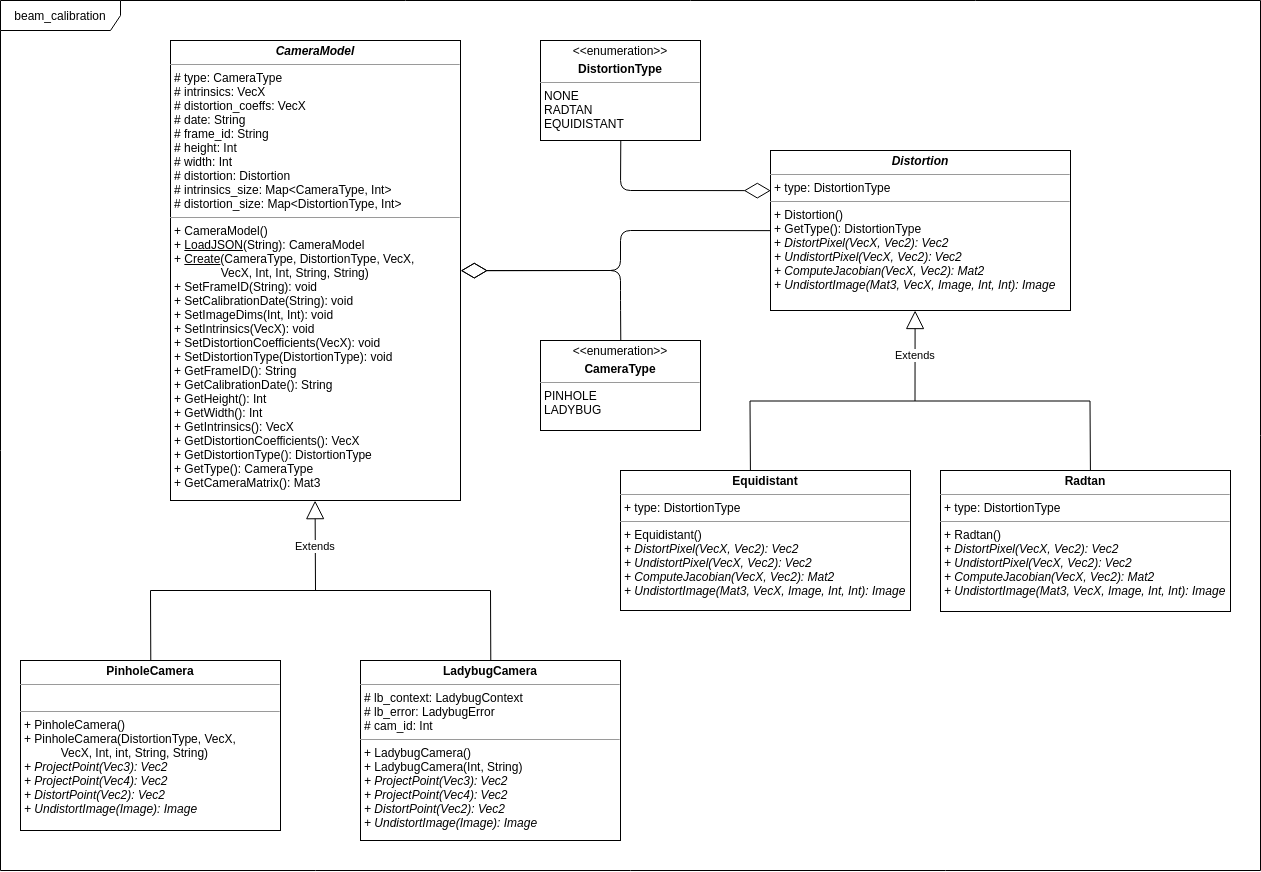 beam_calibration
CameraModel
# type: CameraType
# intrinsics: VecX
# distortion_coeffs: VecX
# date: String
# frame_id: String
# height: Int
# width: Int
# distortion: Distortion
# intrinsics_size: Map<CameraType, Int>
# distortion_size: Map<DistortionType, Int>
+ CameraModel()
+ LoadJSON(String): CameraModel
+ Create(CameraType, DistortionType, VecX,
VecX, Int, Int, String, String)
+ SetFrameID(String): void
+ SetCalibrationDate(String): void
+ SetImageDims(Int, Int): void
+ SetIntrinsics(VecX): void
+ SetDistortionCoefficients(VecX): void
+ SetDistortionType(DistortionType): void
+ GetFrameID(): String
+ GetCalibrationDate(): String
+ GetHeight(): Int
+ GetWidth(): Int
+ GetIntrinsics(): VecX
+ GetDistortionCoefficients(): VecX
+ GetDistortionType(): DistortionType
+ GetType(): CameraType
+ GetCameraMatrix(): Mat3
<<enumeration>>
DistortionType
NONE
RADTAN
EQUIDISTANT
Distortion
+ type: DistortionType
+ Distortion()
+ GetType(): DistortionType
+ DistortPixel(VecX, Vec2): Vec2
+ UndistortPixel(VecX, Vec2): Vec2
+ ComputeJacobian(VecX, Vec2): Mat2
+ UndistortImage(Mat3, VecX, Image, Int, Int): Image
<<enumeration>>
CameraType
PINHOLE
LADYBUG
Extends
Equidistant
+ type: DistortionType
+ Equidistant()
+ DistortPixel(VecX, Vec2): Vec2
+ UndistortPixel(VecX, Vec2): Vec2
+ ComputeJacobian(VecX, Vec2): Mat2
+ UndistortImage(Mat3, VecX, Image, Int, Int): Image
Radtan
+ type: DistortionType
+ Radtan()
+ DistortPixel(VecX, Vec2): Vec2
+ UndistortPixel(VecX, Vec2): Vec2
+ ComputeJacobian(VecX, Vec2): Mat2
+ UndistortImage(Mat3, VecX, Image, Int, Int): Image
Extends
PinholeCamera
+ PinholeCamera()
+ PinholeCamera(DistortionType, VecX,
VecX, Int, int, String, String)
+ ProjectPoint(Vec3): Vec2
+ ProjectPoint(Vec4): Vec2
+ DistortPoint(Vec2): Vec2
+ UndistortImage(Image): Image
LadybugCamera
# lb_context: LadybugContext
# lb_error: LadybugError
# cam_id: Int
+ LadybugCamera()
+ LadybugCamera(Int, String)
+ ProjectPoint(Vec3): Vec2
+ ProjectPoint(Vec4): Vec2
+ DistortPoint(Vec2): Vec2
+ UndistortImage(Image): Image